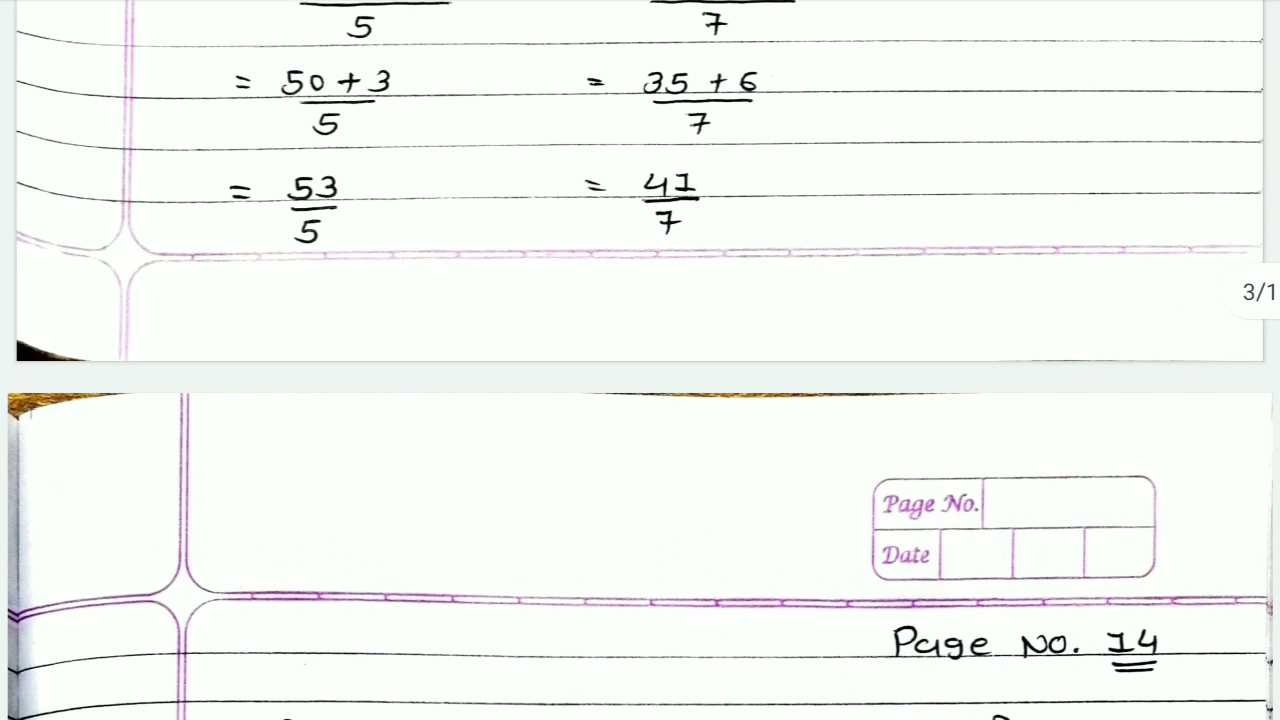 5 7
= 50 + 3 = 35 + 6
5 7
= 53 = 41
5 7
3/1
Page No.
Date
Page No. 14